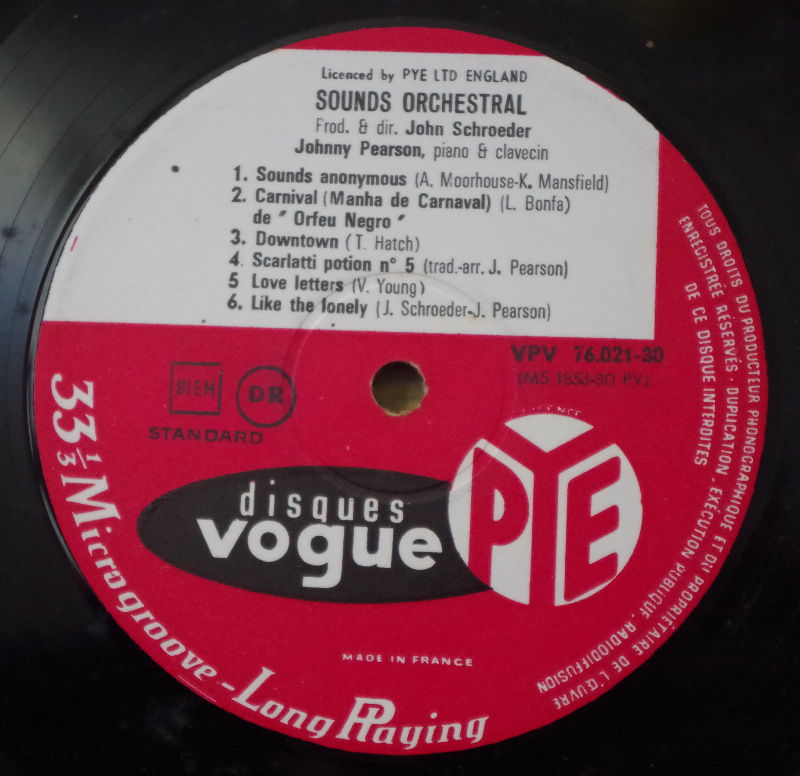 Licenced by PYE LTD ENGLAND
SOUNDS ORCHESTRAL
Prod. & dir. John Schroeder
Johnny Pearson, piano & clavecin
1. Sounds anonymous (A. Moorhouse-K. Mansfield)
2. Carnival (Manha de Carnaval) (L. Bonfa)
de " Orfeu Negro "
3. Downtown (T. Hatch)
4. Scarlatti potion n° 5 (trad.-arr. J. Pearson)
5 Love letters (V. Young)
6. Like the lonely (J. Schroeder-J. Pearson)
VPV 76.021-30
(MS 1853-30 PV)
BIEM
DR
STANDARD
LICENCE
PYE
disques
vogue
MADE IN FRANCE
33 1/3 Microgroove - Long Playing
TOUS DROITS DU PRODUCTEUR PHONOGRAPHIQUE ET DU PROPRIÉTAIRE DE L'ŒUVRE
ENREGISTRÉE RÉSERVÉS · DUPLICATION · EXÉCUTION PUBLIQUE · RADIODIFFUSION
DE CE DISQUE INTERDITES